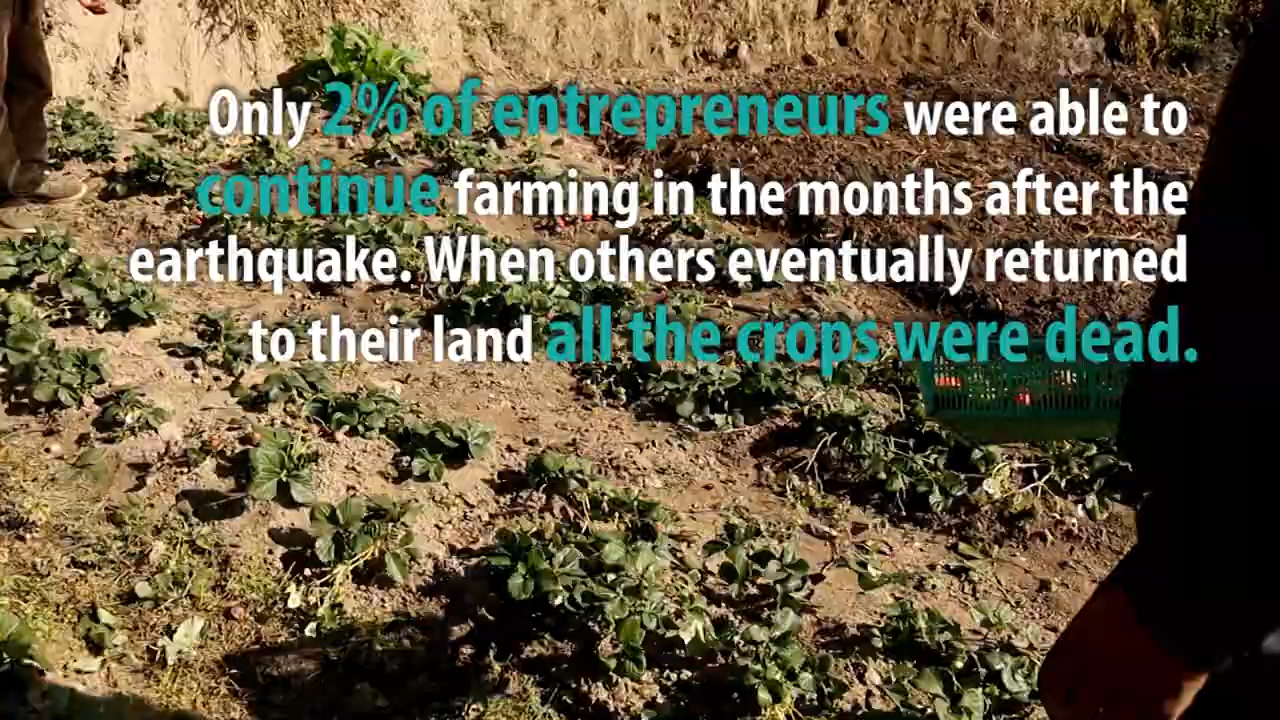 Only 2% of entrepreneurs were able to
continue farming in the months after the
earthquake. When others eventually returned
to their land all the crops were dead.